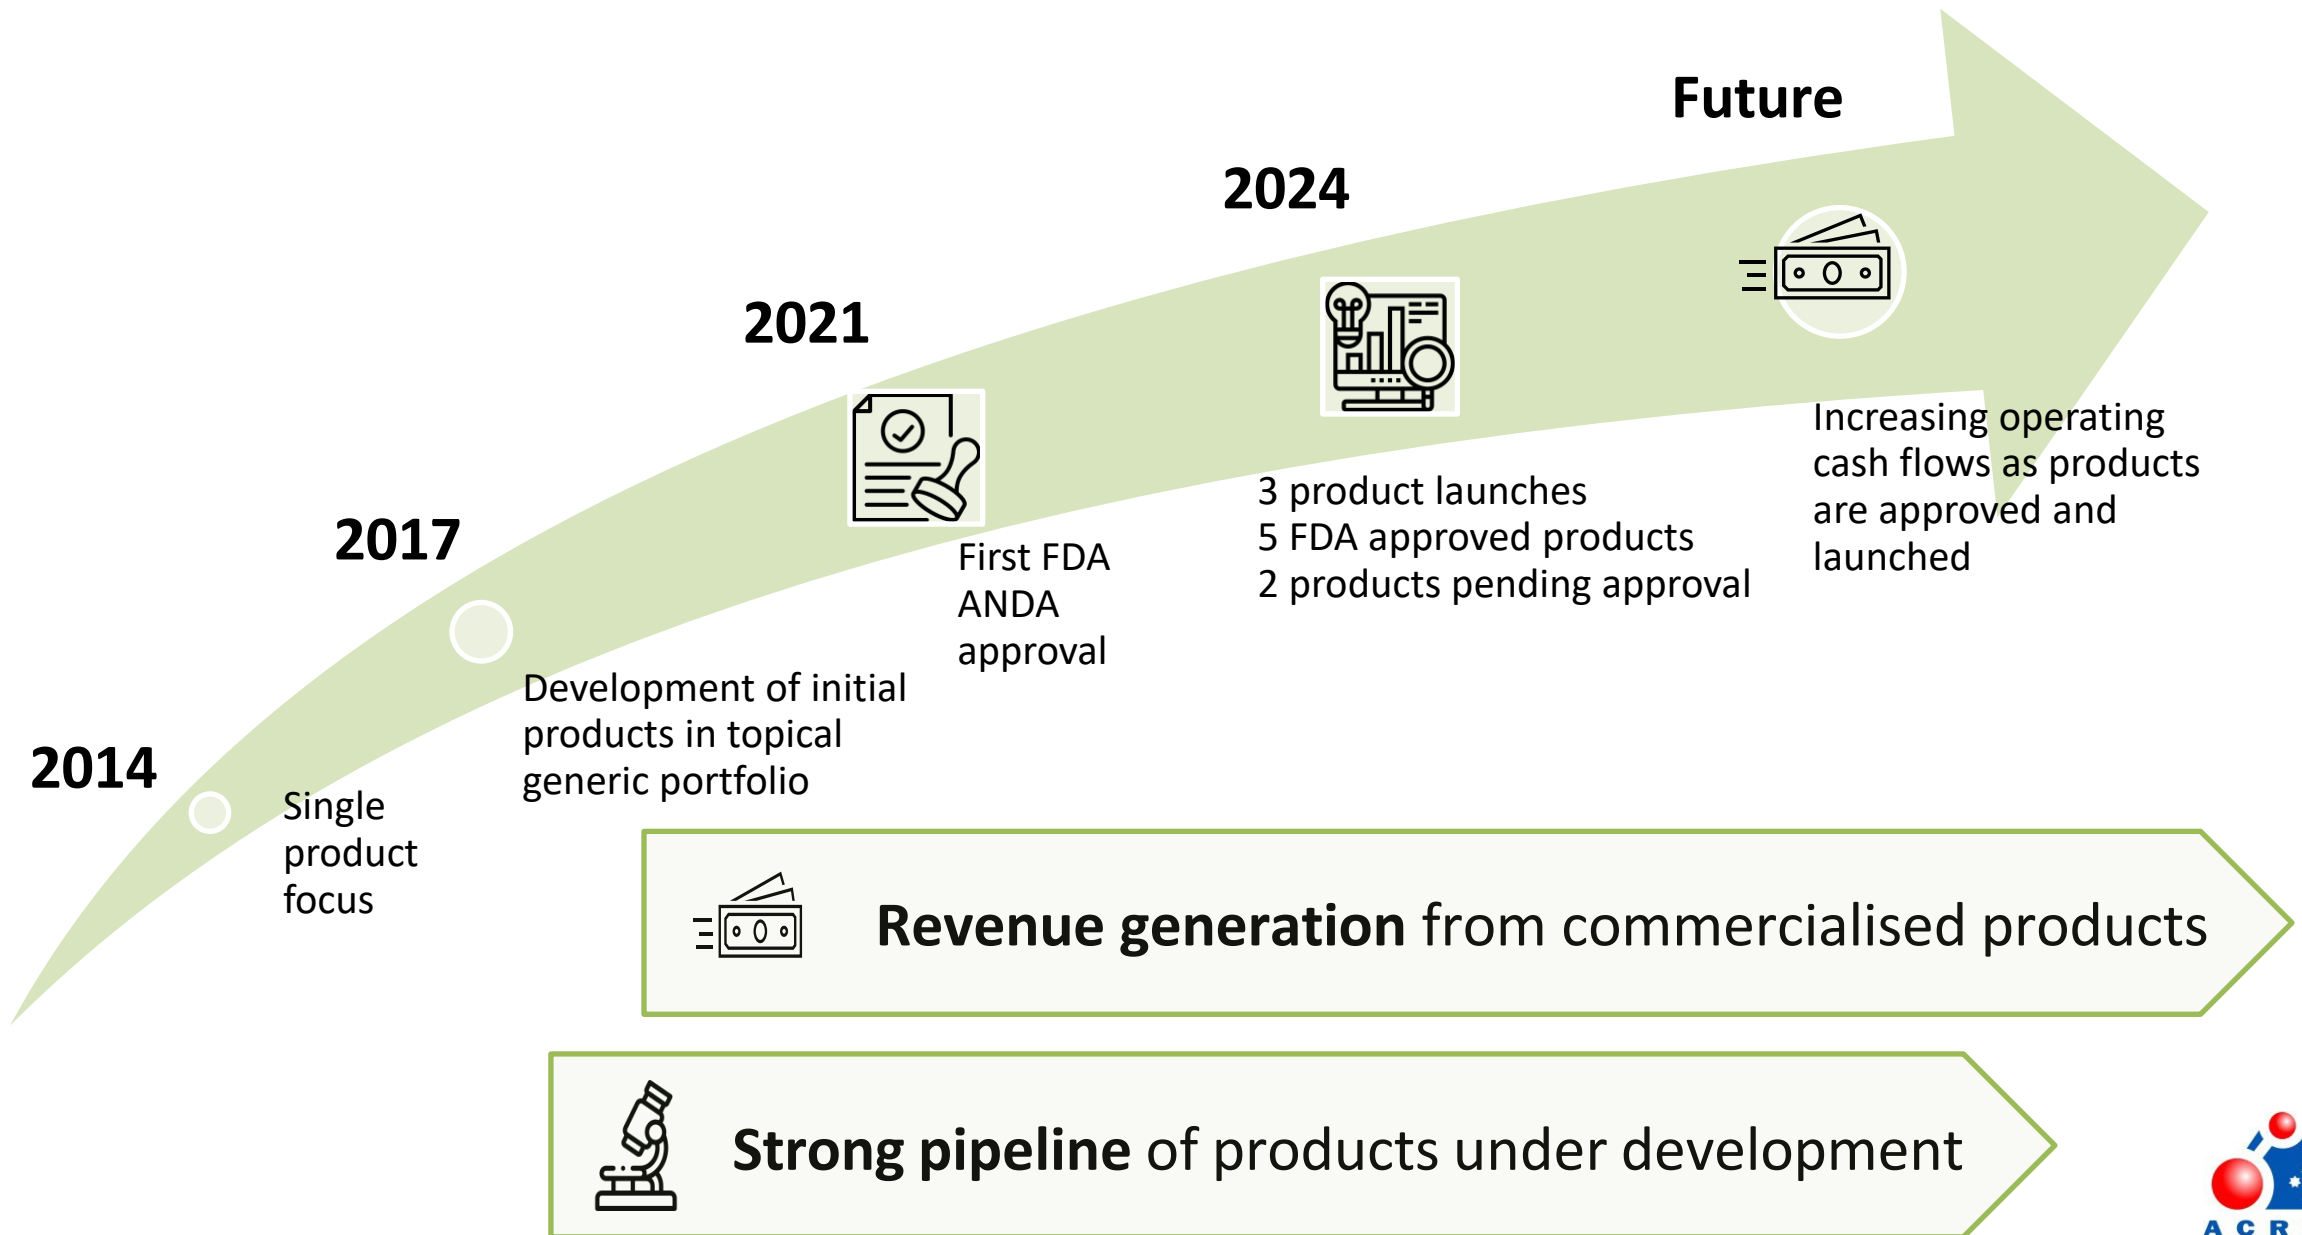 2014
Single
product
focus
2017
Development of initial
products in topical
generic portfolio
2021
First FDA
ANDA
approval
2024
3 product launches
5 FDA approved products
2 products pending approval
Future
Increasing operating
cash flows as products
are approved and
launched
Revenue generation from commercialised products
Strong pipeline of products under development
A C R